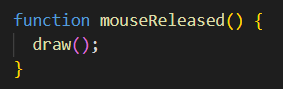 function mouseReleased() {
  draw();
}